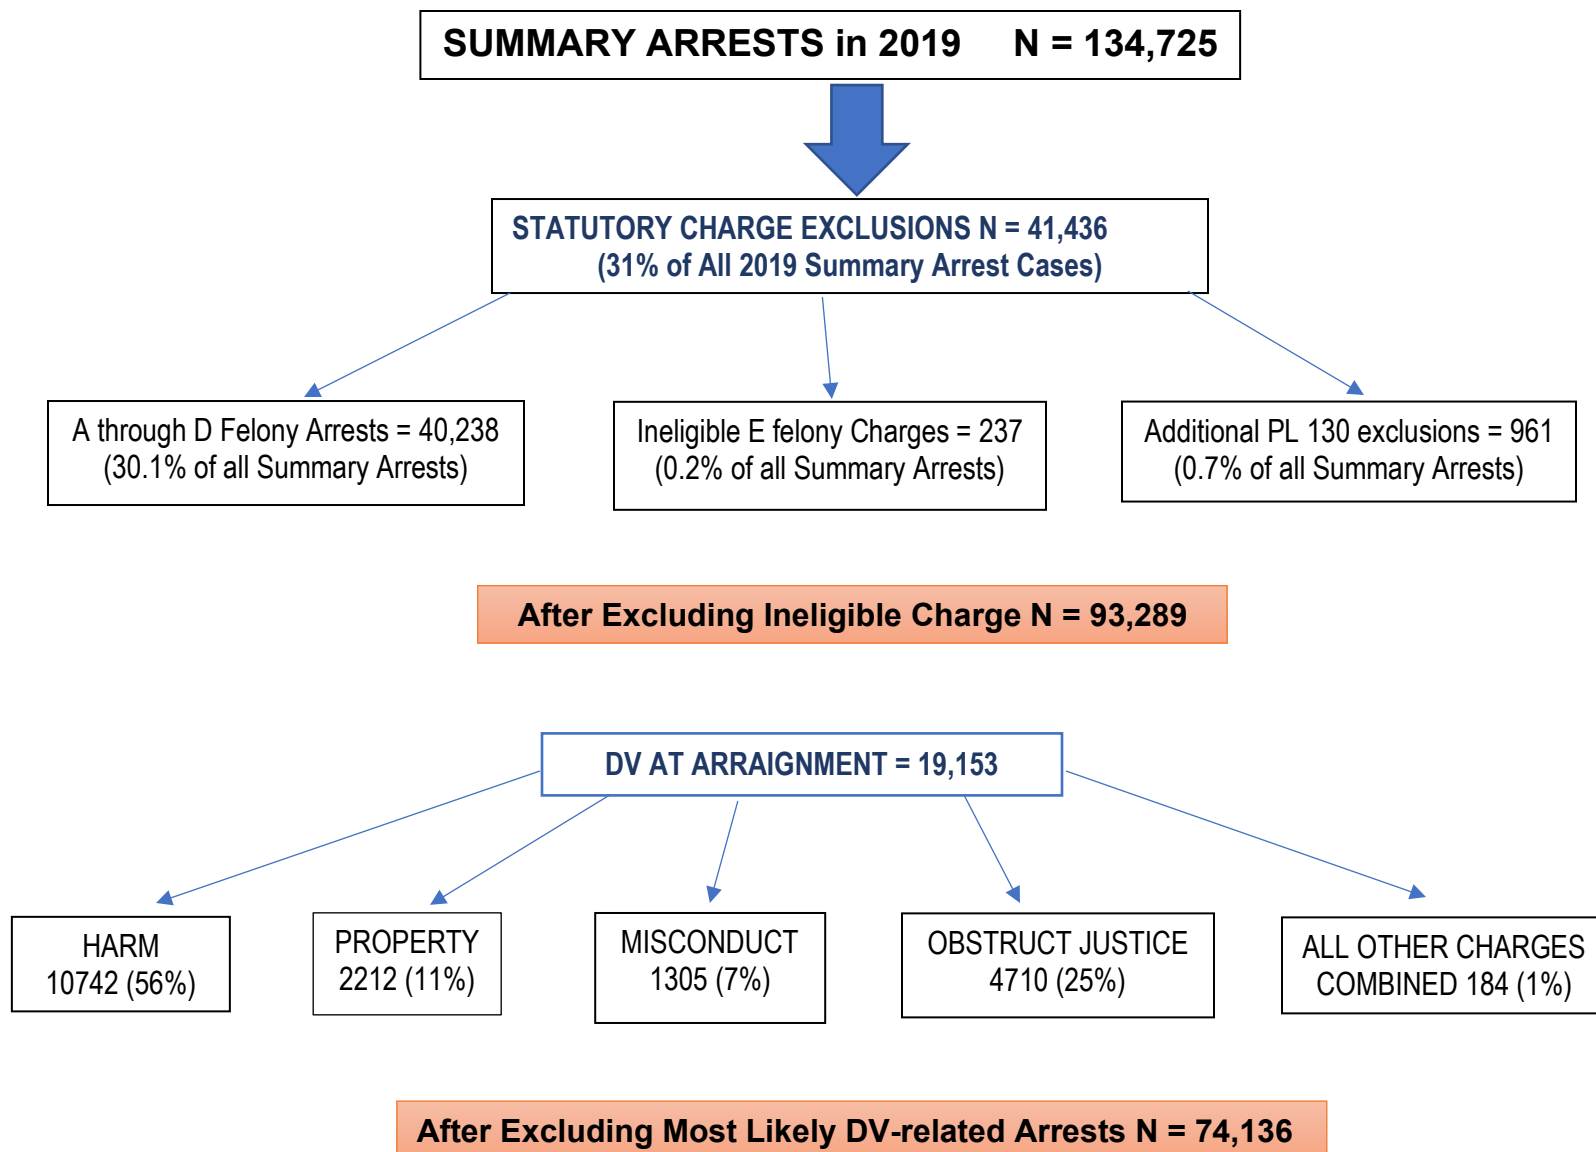 SUMMARY ARRESTS in 2019 N = 134,725
STATUTORY CHARGE EXCLUSIONS N = 41,436
(31% of All 2019 Summary Arrest Cases)
A through D Felony Arrests = 40,238
(30.1% of all Summary Arrests)
Ineligible E felony Charges = 237
(0.2% of all Summary Arrests)
Additional PL 130 exclusions = 961
(0.7% of all Summary Arrests)
After Excluding Ineligible Charge N = 93,289
DV AT ARRAIGNMENT = 19,153
HARM
10742 (56%)
PROPERTY
2212 (11%)
MISCONDUCT
1305 (7%)
OBSTRUCT JUSTICE
4710 (25%)
ALL OTHER CHARGES
COMBINED 184 (1%)
After Excluding Most Likely DV-related Arrests N = 74,136